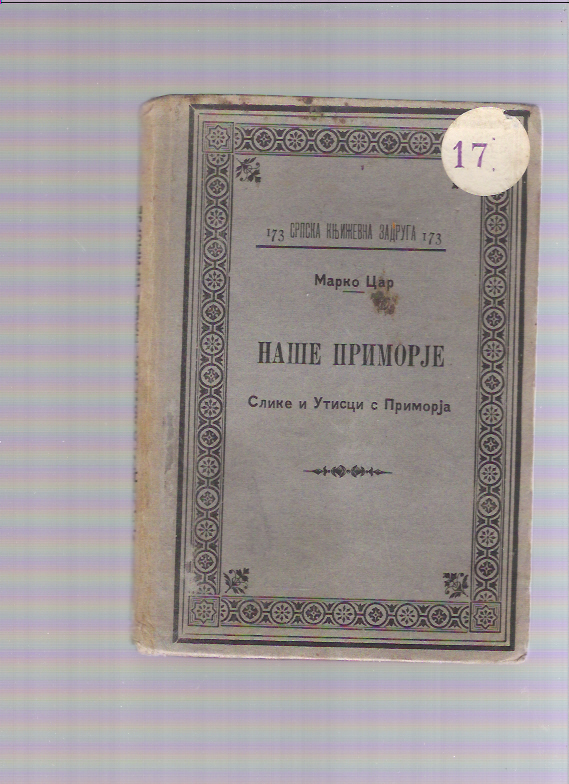 17
173 СРПСКА КЊИЖЕВНА ЗАДРУГА 173
Марко Цар
НАШЕ ПРИМОРЈЕ
Слике и Утисци с Приморја